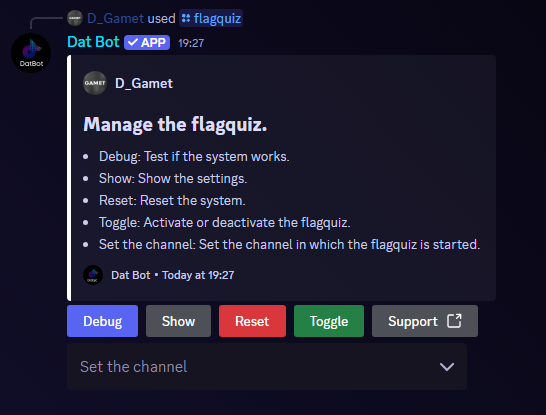 D_Gamet used flagquiz
DatBot
Dat Bot ✓ APP 19:27
GAMET D_Gamet
Manage the flagquiz.
• Debug: Test if the system works.
• Show: Show the settings.
• Reset: Reset the system.
• Toggle: Activate or deactivate the flagquiz.
• Set the channel: Set the channel in which the flagquiz is started.
Dat Bot • Today at 19:27
Debug Show Reset Toggle Support
Set the channel